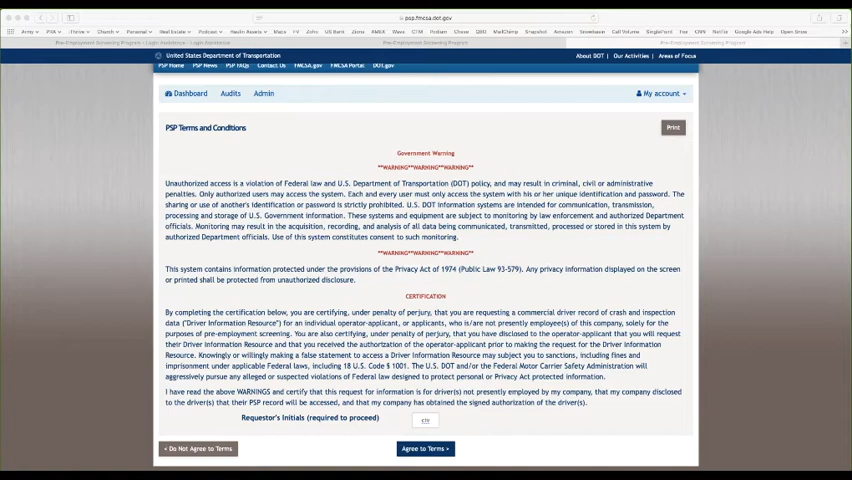 psp.fmcsa.dot.gov
Pre-Employment Screening Program - Login Assistance - Login Assistance
Pre-Employment Screening Program
Pre-Employment Screening Program
United States Department of Transportation
About DOT
Our Activities
Areas of Focus
PSP Home
PSP News
PSP FAQs
Contact Us
FMCSA.gov
FMCSA Portal
DOT.gov
Dashboard
Audits
Admin
My account
PSP Terms and Conditions
Print
Government Warning
**WARNING**WARNING**WARNING**
Unauthorized access is a violation of Federal law and U.S. Department of Transportation (DOT) policy, and may result in criminal, civil or administrative
penalties. Only authorized users may access the system. Each and every user must only access the system with his or her unique identification and password. The
sharing or use of another's identification or password is strictly prohibited. U.S. DOT information systems are intended for communication, transmission,
processing and storage of U.S. Government information. These systems and equipment are subject to monitoring by law enforcement and authorized Department
officials. Monitoring may result in the acquisition, recording, and analysis of all data being communicated, transmitted, processed or stored in this system by
authorized Department officials. Use of this system constitutes consent to such monitoring.
**WARNING**WARNING**WARNING**
This system contains information protected under the provisions of the Privacy Act of 1974 (Public Law 93-579). Any privacy information displayed on the screen
or printed shall be protected from unauthorized disclosure.
CERTIFICATION
By completing the certification below, you are certifying, under penalty of perjury, that you are requesting a commercial driver record of crash and inspection
data ("Driver Information Resource") for an individual operator-applicant, or applicants, who is/are not presently employee(s) of this company, solely for the
purposes of pre-employment screening. You are also certifying, under penalty of perjury, that you have disclosed to the operator-applicant that you will request
their Driver Information Resource and that you received the authorization of the operator-applicant prior to making the request for the Driver Information
Resource. Knowingly or willingly making a false statement to access a Driver Information Resource may subject you to sanctions, including fines and
imprisonment under applicable Federal laws, including 18 U.S. Code § 1001. The U.S. DOT and/or the Federal Motor Carrier Safety Administration will
aggressively pursue any alleged or suspected violations of Federal law designed to protect personal or Privacy Act protected information.
I have read the above WARNINGS and certify that this request for information is for driver(s) not presently employed by my company, that my company disclosed
to the driver(s) that their PSP record will be accessed, and that my company has obtained the signed authorization of the driver(s).
Requestor's Initials (required to proceed)
< Do Not Agree to Terms
Agree to Terms >